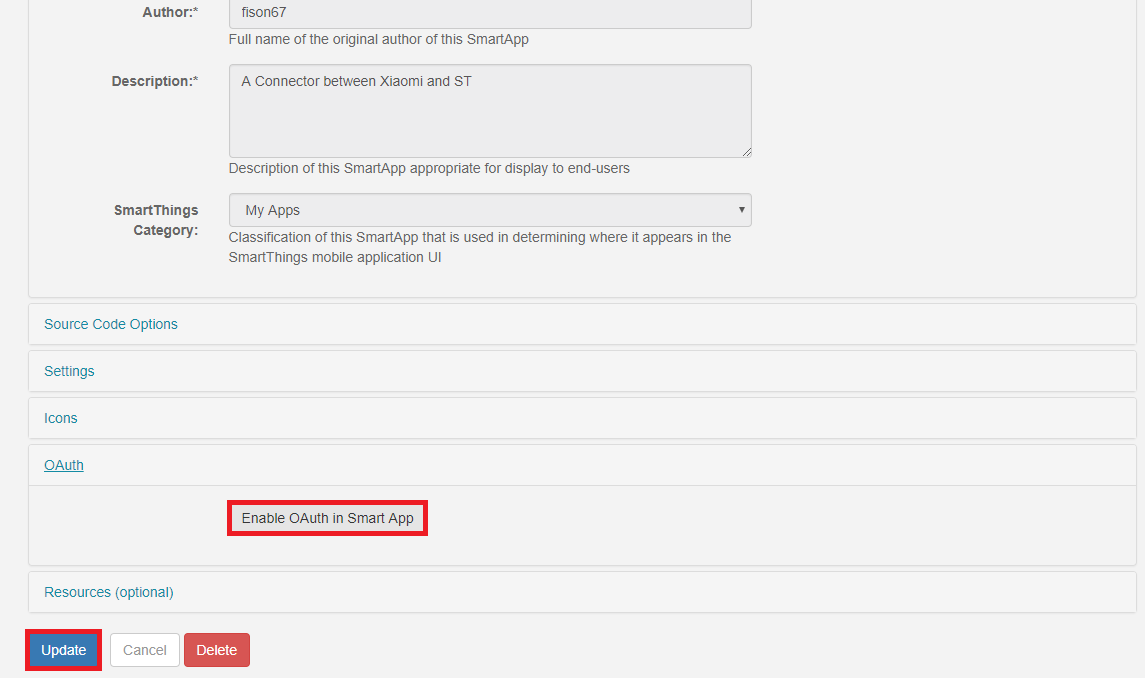 Author:*
fison67
Full name of the original author of this SmartApp
Description:*
A Connector between Xiaomi and ST
Description of this SmartApp appropriate for display to end-users
SmartThings
Category:
My Apps
Classification of this SmartApp that is used in determining where it appears in the
SmartThings mobile application UI
Source Code Options
Settings
Icons
OAuth
Enable OAuth in Smart App
Resources (optional)
Update Cancel Delete